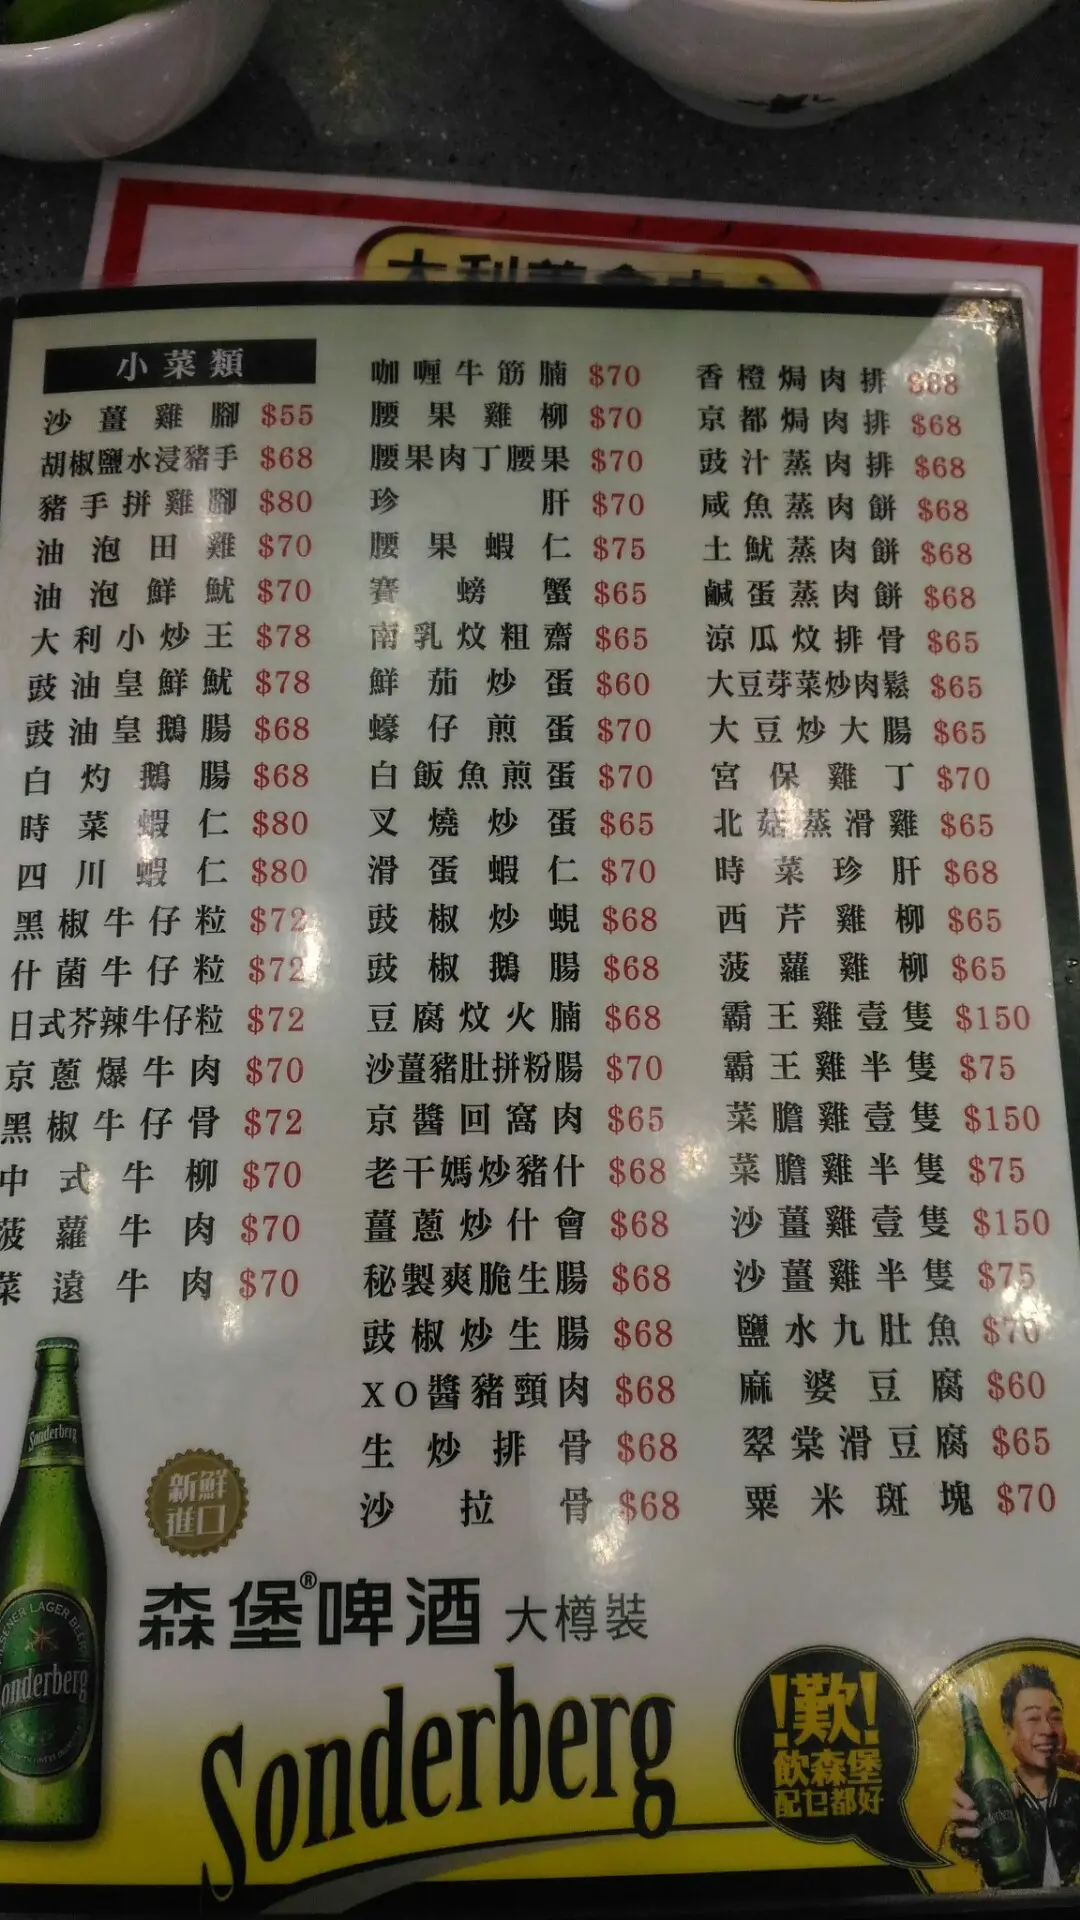 小菜類
沙薑雞腳 $55
胡椒鹽水浸豬手 $68
豬手拼雞腳 $80
油泡田雞 $70
油泡鮮魷 $70
大利小炒王 $78
豉油皇鮮魷 $78
豉油皇鵝腸 $68
白灼鵝腸 $68
時菜蝦仁 $80
四川蝦仁 $80
黑椒牛仔粒 $72
什菌牛仔粒 $72
日式芥辣牛仔粒 $72
京蔥爆牛肉 $70
黑椒牛仔骨 $72
中式牛柳 $70
菠蘿牛肉 $70
菜遠牛肉 $70
咖喱牛筋腩 $70
腰果雞柳 $70
腰果肉丁腰果 $70
珍肝 $70
腰果蝦仁 $75
賽螃蟹 $65
南乳炆粗齋 $65
鮮茄炒蛋 $60
蠔仔煎蛋 $70
白飯魚煎蛋 $70
叉燒炒蛋 $65
滑蛋蝦仁 $70
豉椒炒蜆 $68
豉椒鵝腸 $68
豆腐炆火腩 $68
沙薑豬肚拼粉腸 $70
京醬回窩肉 $65
老干媽炒豬什 $68
薑蔥炒什會 $68
秘製爽脆生腸 $68
豉椒炒生腸 $68
XO醬豬頸肉 $68
生炒排骨 $68
沙拉骨 $68
香橙焗肉排 $68
京都焗肉排 $68
豉汁蒸肉排 $68
咸魚蒸肉餅 $68
土魷蒸肉餅 $68
鹹蛋蒸肉餅 $68
涼瓜炆排骨 $65
大豆芽菜炒肉鬆 $65
大豆炒大腸 $65
宮保雞丁 $70
北菇蒸滑雞 $65
時菜珍肝 $68
西芹雞柳 $65
菠蘿雞柳 $65
霸王雞壹隻 $150
霸王雞半隻 $75
菜膽雞壹隻 $150
菜膽雞半隻 $75
沙薑雞壹隻 $150
沙薑雞半隻 $75
鹽水九肚魚 $70
麻婆豆腐 $60
翠棠滑豆腐 $65
粟米斑塊 $70
Sonderberg
新鮮
進口
森堡®啤酒 大樽裝
LAGER BEER
Sonderberg
!歎!
飲森堡
配乜都好